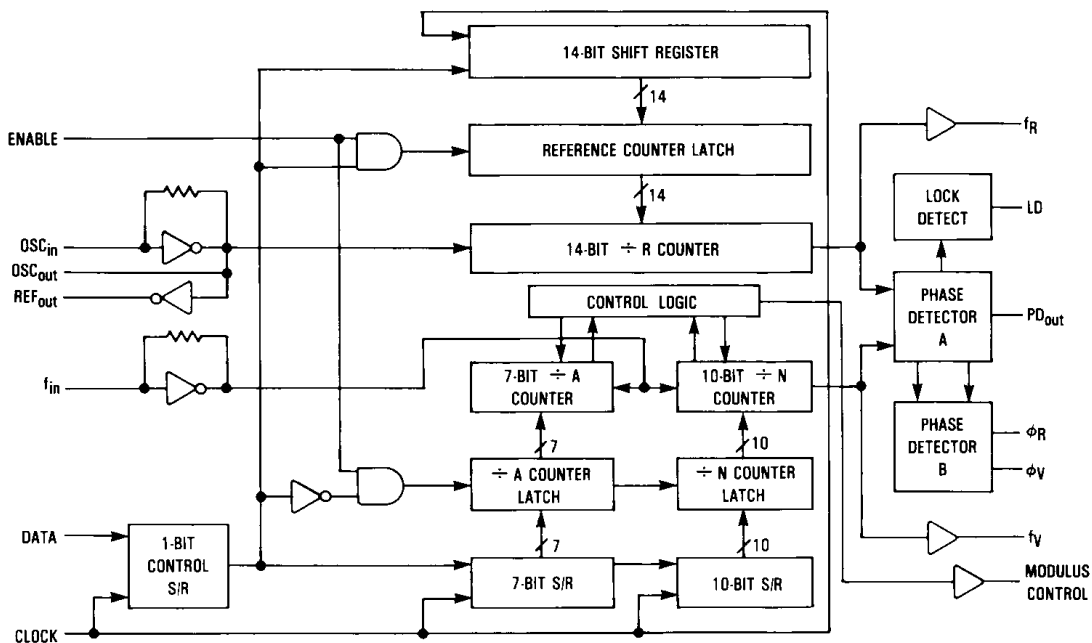 14-BIT SHIFT REGISTER
14
ENABLE
REFERENCE COUNTER LATCH
fR
14
LOCK
DETECT
LD
OSCin
14-BIT ÷ R COUNTER
OSCout
REFout
CONTROL LOGIC
PHASE
DETECTOR
A
PDout
fin
7-BIT ÷ A
COUNTER
10-BIT ÷ N
COUNTER
7
10
PHASE
DETECTOR
B
ϕR
ϕV
÷ A COUNTER
LATCH
÷ N COUNTER
LATCH
DATA
1-BIT
CONTROL
S/R
7
10
fV
7-BIT S/R
10-BIT S/R
MODULUS
CONTROL
CLOCK